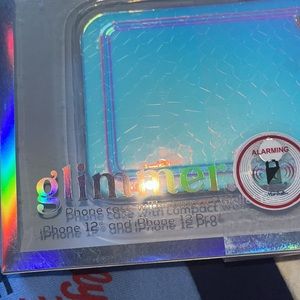 glimmer
ALARMING
Phone case with compact
iPhone 12® and iPhone 12 Pro®